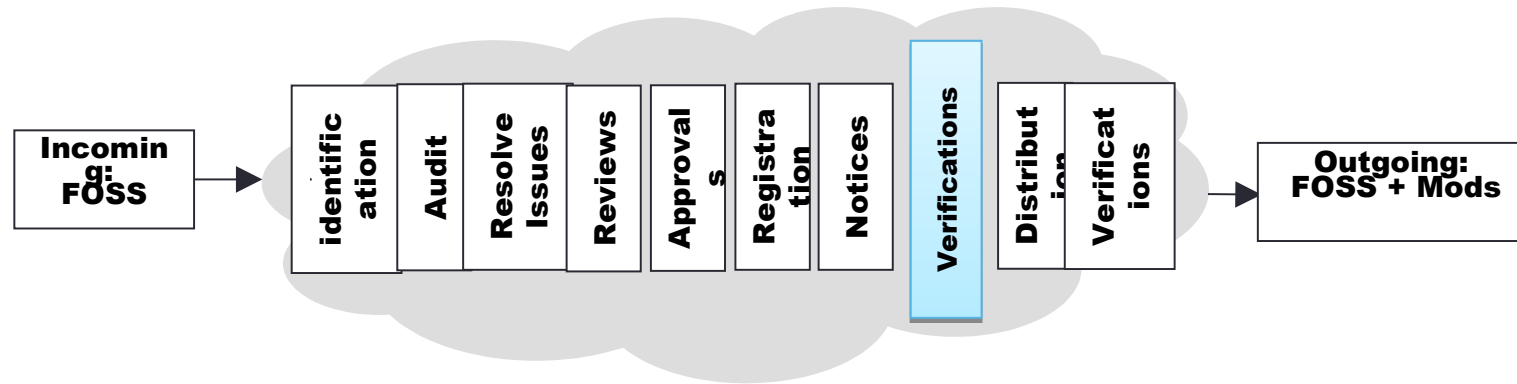 Incomin
g:
FOSS
identific
ation
Audit
Resolve
Issues
Reviews
Approval
s
Registra
tion
Notices
Verifications
Distribut
ion
Verificat
ions
Outgoing:
FOSS + Mods